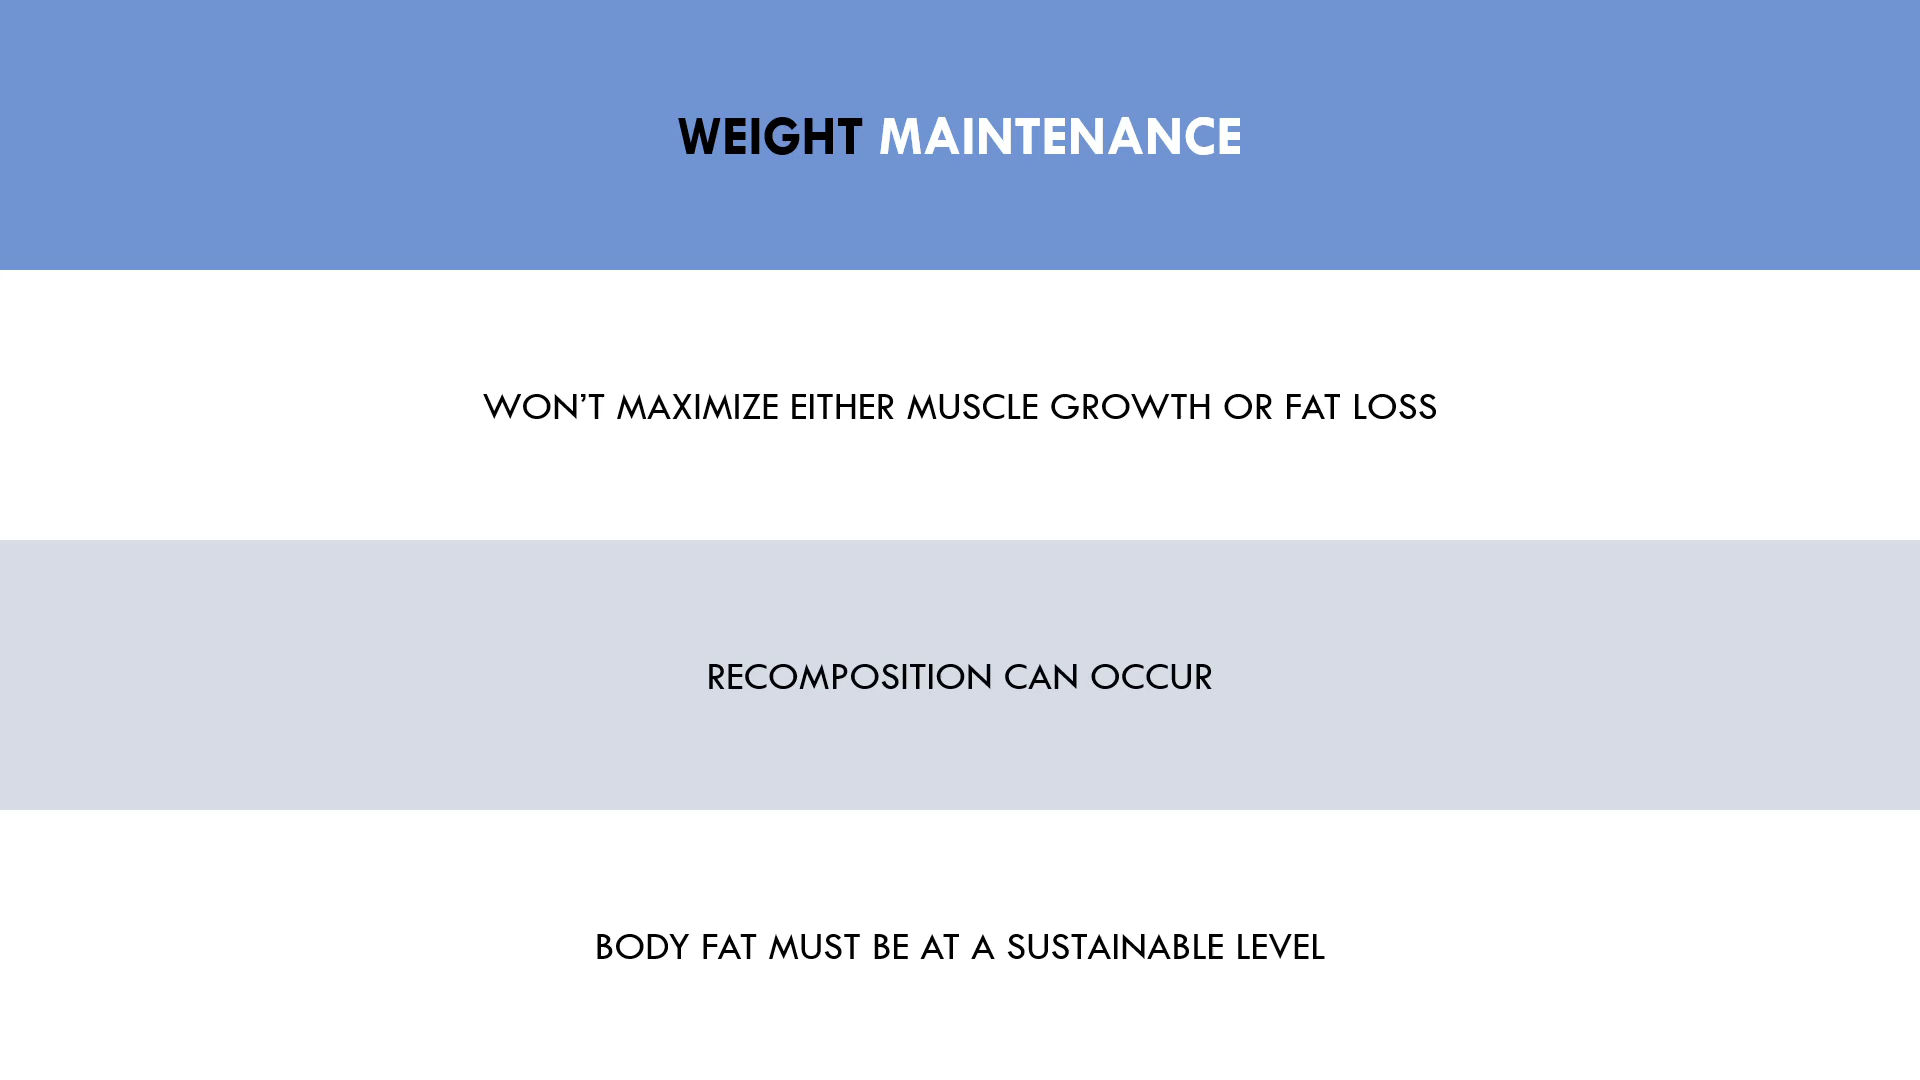 WEIGHT MAINTENANCE
WON’T MAXIMIZE EITHER MUSCLE GROWTH OR FAT LOSS
RECOMPOSITION CAN OCCUR
BODY FAT MUST BE AT A SUSTAINABLE LEVEL